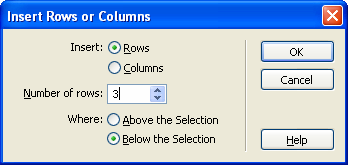 Insert Rows or Columns
Insert: Rows
OK
Columns
Cancel
Number of rows: 3
Where: Above the Selection
Below the Selection
Help